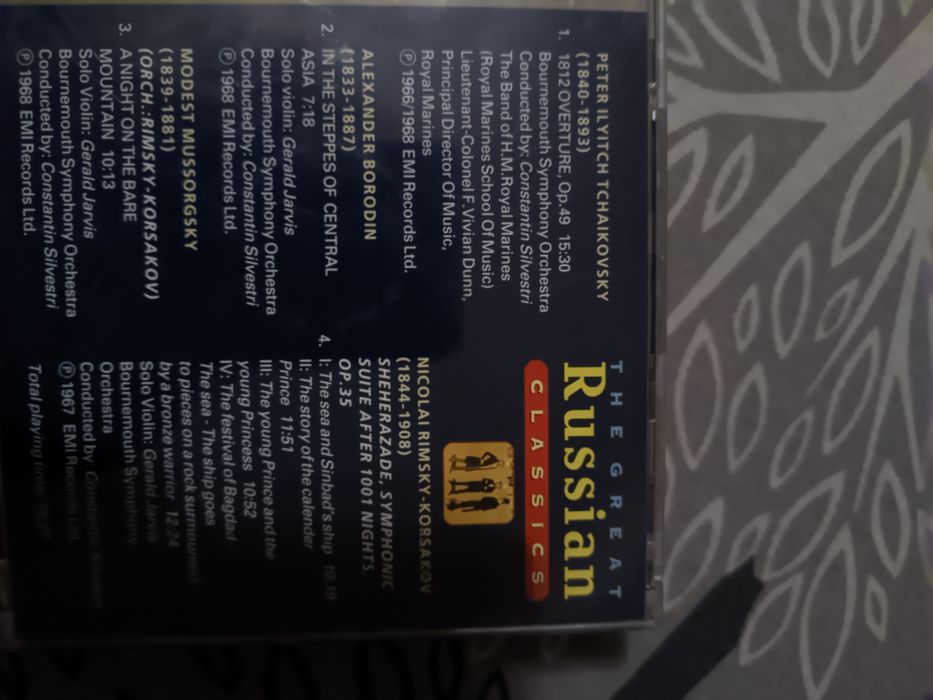 THE GREAT
Russian
CLASSICS
PETER ILYITCH TCHAIKOVSKY
(1840-1893)
1. 1812 OVERTURE, Op.49 15:30
Bournemouth Symphony Orchestra
Conducted by: Constantin Silvestri
The Band of H.M.Royal Marines
(Royal Marines School Of Music)
Lieutenant-Colonel F.Vivian Dunn,
Principal Director Of Music,
Royal Marines
℗ 1966/1968 EMI Records Ltd.
ALEXANDER BORODIN
(1833-1887)
2. IN THE STEPPES OF CENTRAL
ASIA 7:18
Solo violin: Gerald Jarvis
Bournemouth Symphony Orchestra
Conducted by: Constantin Silvestri
℗ 1968 EMI Records Ltd.
MODEST MUSSORGSKY
(1839-1881)
(ORCH.:RIMSKY-KORSAKOV)
3. A NIGHT ON THE BARE
MOUNTAIN 10:13
Solo Violin: Gerald Jarvis
Bournemouth Symphony Orchestra
Conducted by: Constantin Silvestri
℗ 1968 EMI Records Ltd.
NICOLAI RIMSKY-KORSAKOV
(1844-1908)
SHEHERAZADE, SYMPHONIC
SUITE AFTER 1001 NIGHTS,
OP.35
4. I: The sea and Sinbad's ship 10:19
II: The story of the calender
Prince 11:51
III: The young Prince and the
young Princess 10:52
IV: The festival of Bagdad -
The sea - The ship goes
to pieces on a rock surmounted
by a bronze warrior 12:24
Solo Violin: Gerald Jarvis
Bournemouth Symphony
Orchestra
Conducted by: Constantin Silvestri
℗ 1967 EMI Records Ltd.
Total playing time